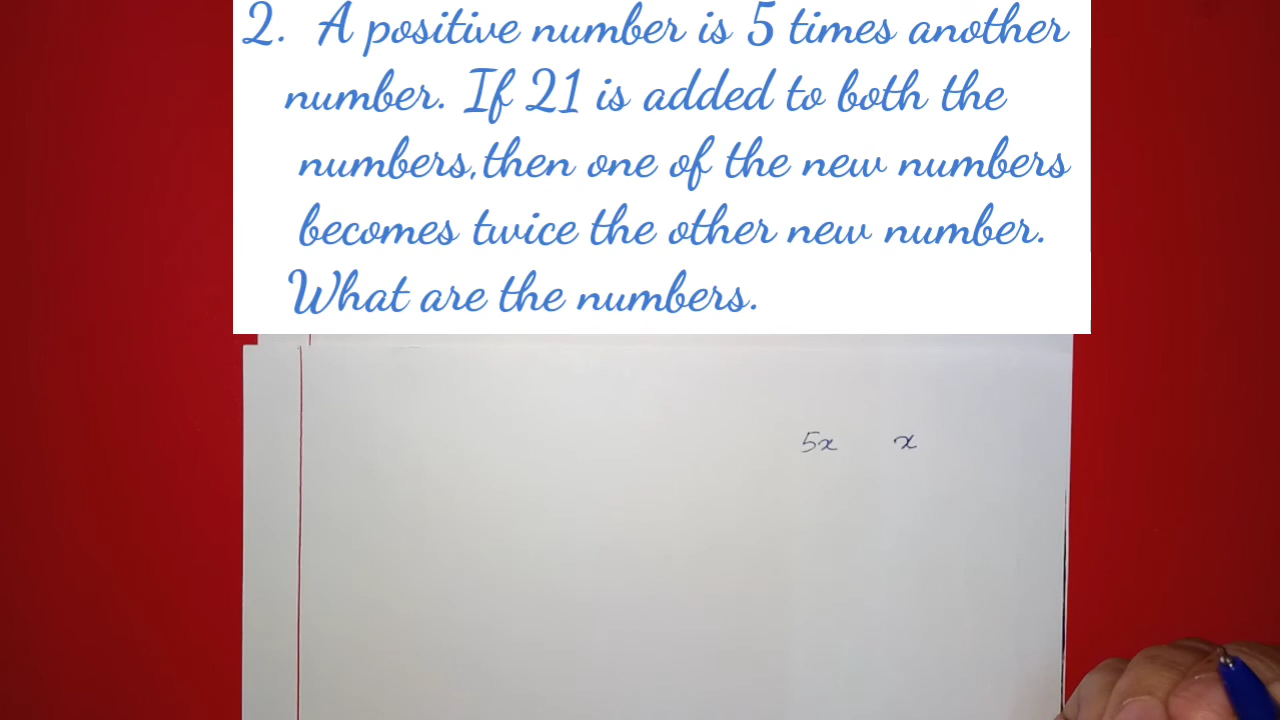 2. A positive number is 5 times another
number. If 21 is added to both the
numbers,then one of the new numbers
becomes twice the other new number.
What are the numbers.
5x x